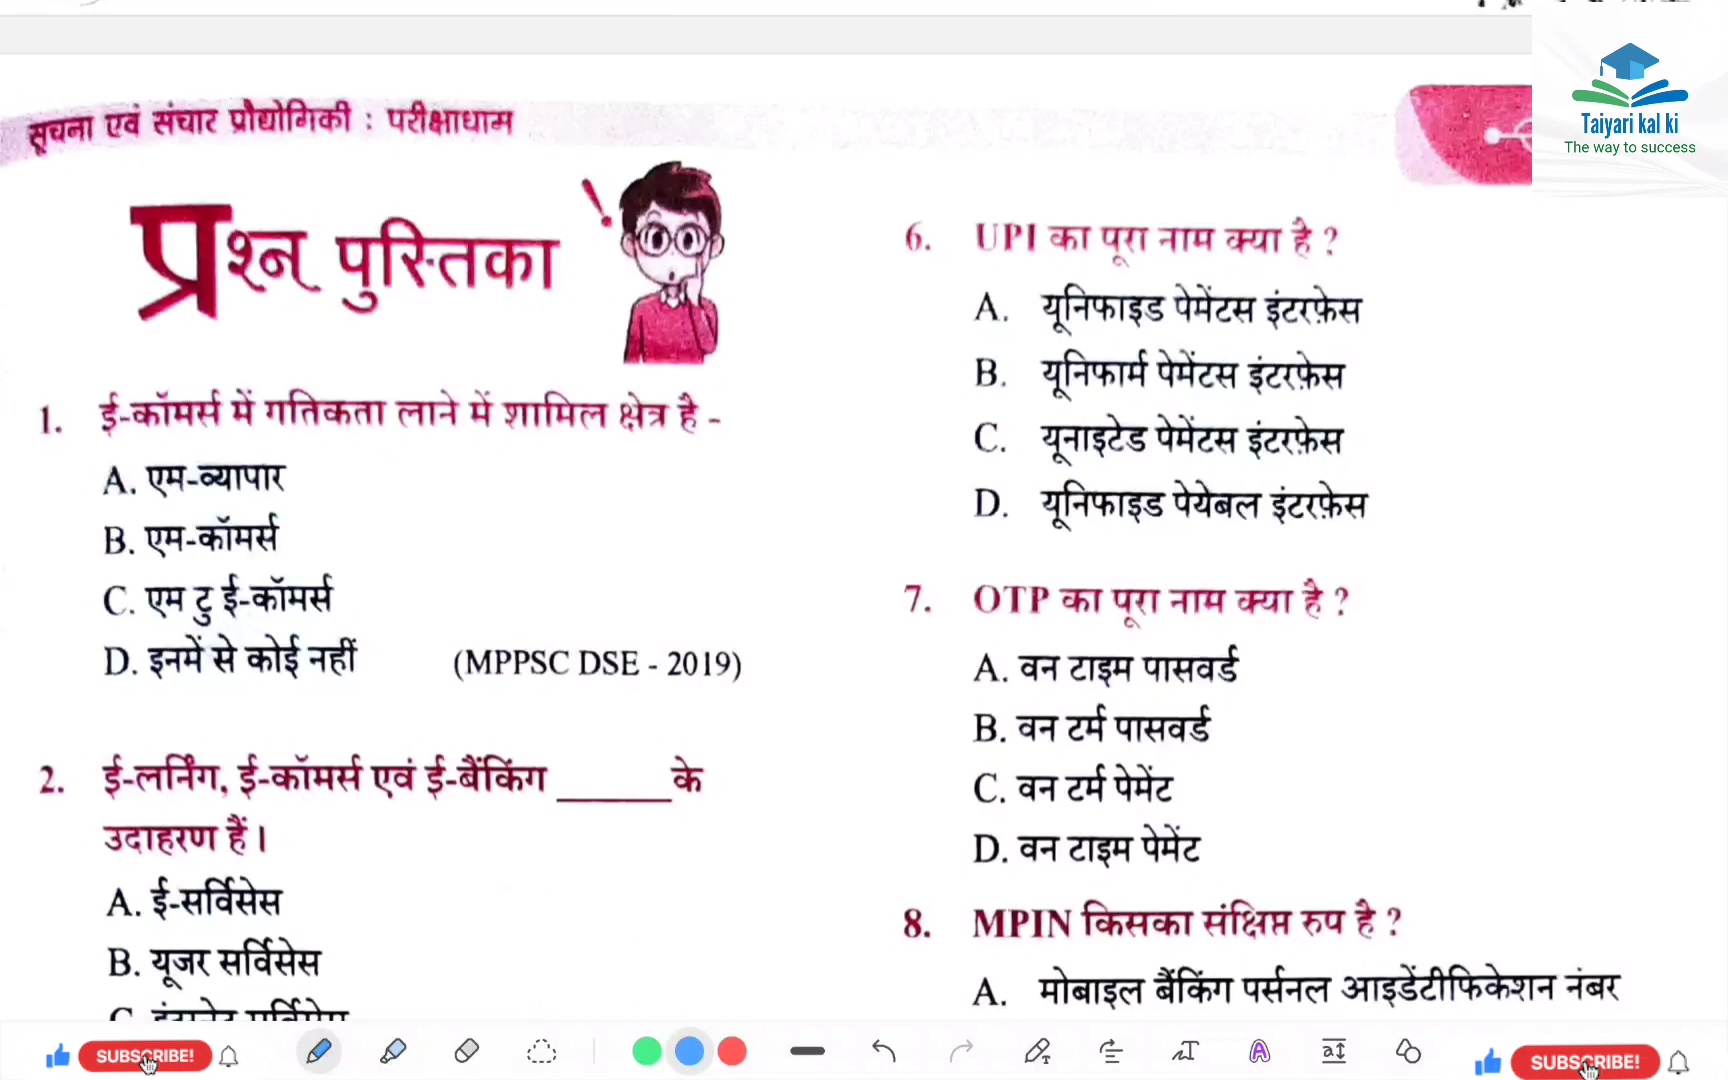 सूचना एवं संचार प्रौद्योगिकी : परीक्षाधाम
Taiyari kal ki
The way to success
प्रश्न पुस्तिका
1. ई-कॉमर्स में गतिकता लाने में शामिल क्षेत्र है -
A. एम-व्यापार
B. एम-कॉमर्स
C. एम टु ई-कॉमर्स
D. इनमें से कोई नहीं (MPPSC DSE - 2019)
2. ई-लर्निंग, ई-कॉमर्स एवं ई-बैंकिंग ______ के
उदाहरण हैं।
A. ई-सर्विसेस
B. यूजर सर्विसेस
6. UPI का पूरा नाम क्या है ?
A. यूनिफाइड पेमेंटस इंटरफ़ेस
B. यूनिफार्म पेमेंटस इंटरफ़ेस
C. यूनाइटेड पेमेंटस इंटरफ़ेस
D. यूनिफाइड पेयेबल इंटरफ़ेस
7. OTP का पूरा नाम क्या है ?
A. वन टाइम पासवर्ड
B. वन टर्म पासवर्ड
C. वन टर्म पेमेंट
D. वन टाइम पेमेंट
8. MPIN किसका संक्षिप्त रुप है ?
A. मोबाइल बैंकिंग पर्सनल आइडेंटीफिकेशन नंबर
SUBSCRIBE!
SUBSCRIBE!